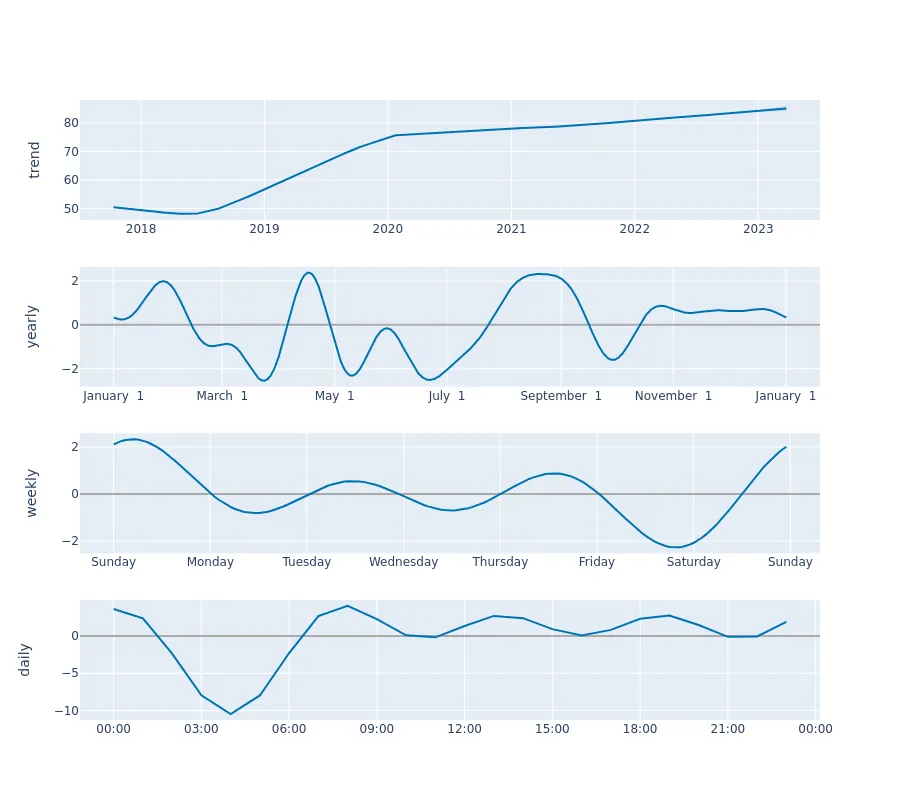 trend
80
70
60
50
2018 2019 2020 2021 2022 2023
yearly
2
0
−2
January 1 March 1 May 1 July 1 September 1 November 1 January 1
weekly
2
0
−2
Sunday Monday Tuesday Wednesday Thursday Friday Saturday Sunday
daily
0
−5
−10
00:00 03:00 06:00 09:00 12:00 15:00 18:00 21:00 00:00